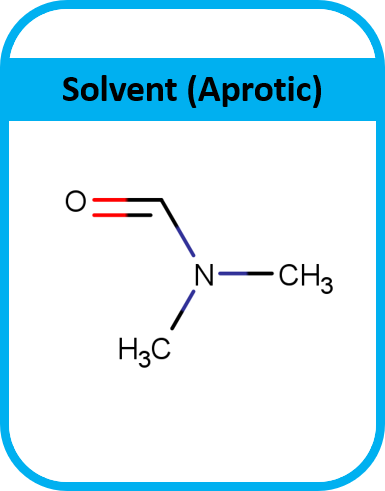 Solvent (Aprotic)
O
N
CH₃
H₃C